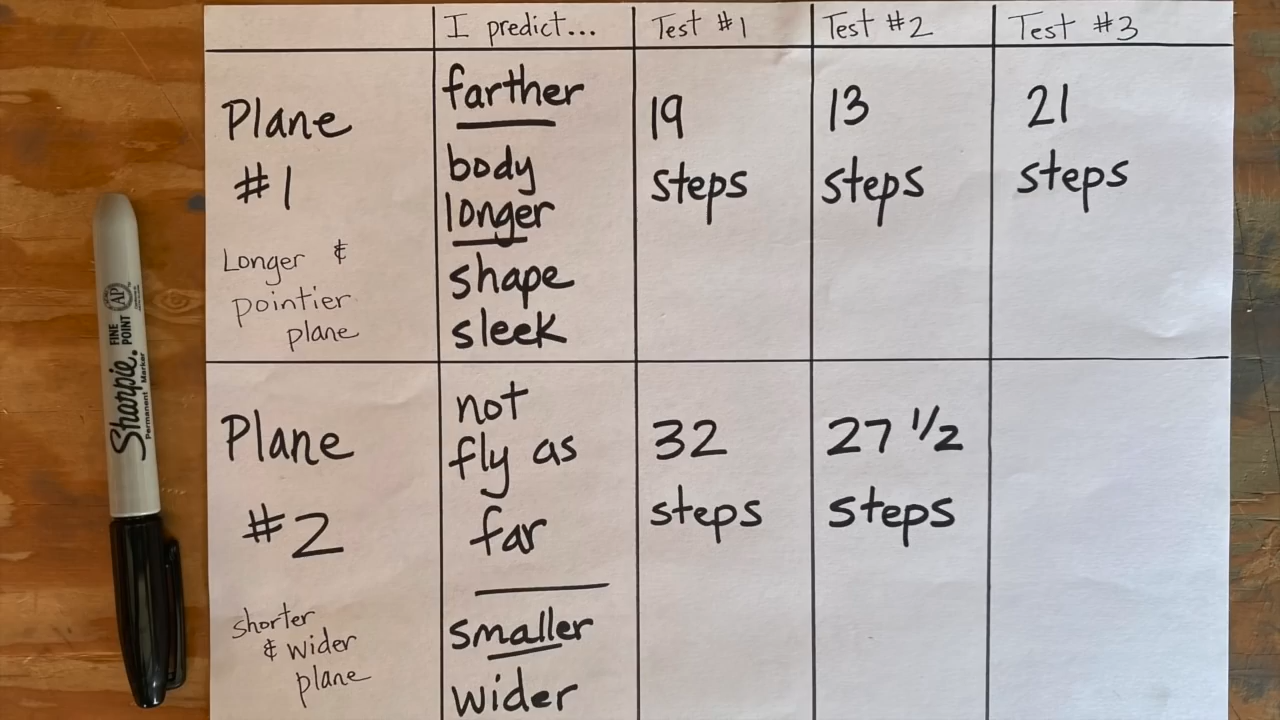 I predict...
Test #1
Test #2
Test #3
Plane
#1
Longer &
pointier
plane
farther
body
longer
shape
sleek
19
steps
13
steps
21
steps
Plane
#2
shorter
& wider
plane
not
fly as
far
smaller
wider
32
steps
27 1/2
steps
Sharpie.
FINE
POINT
Permanent Marker
AP